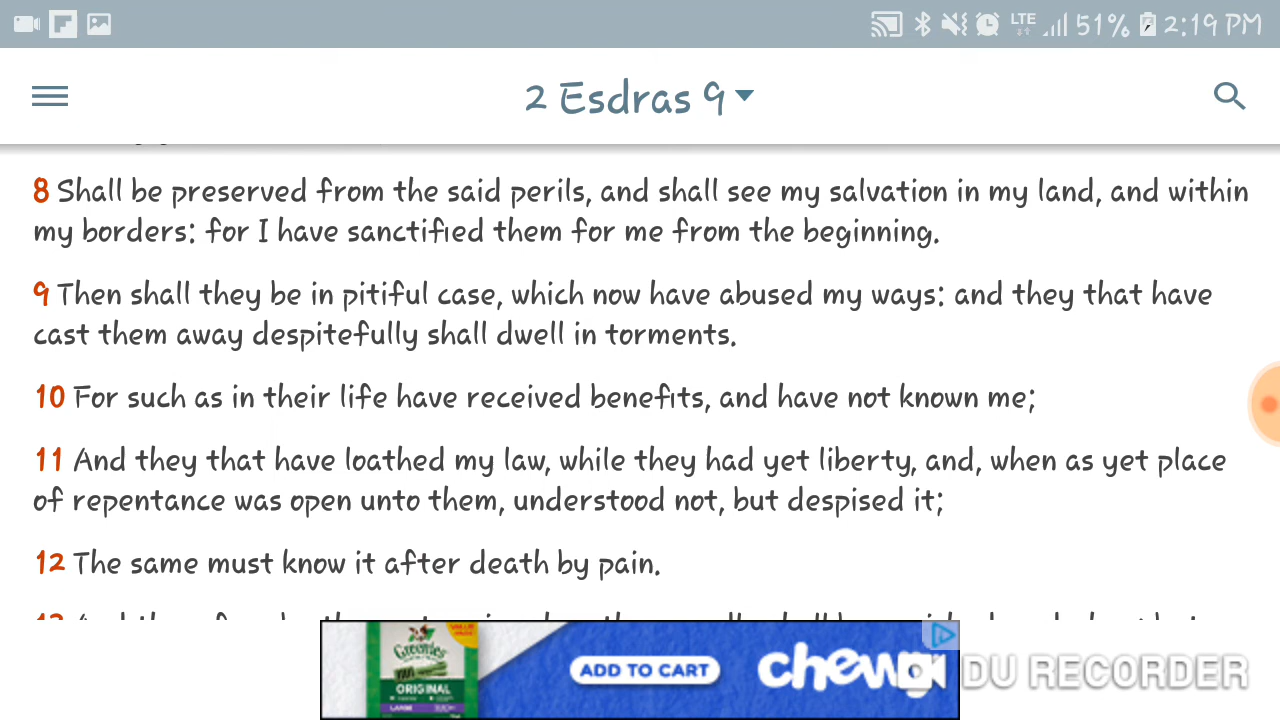 LTE 51% 2:19 PM
2 Esdras 9
8 Shall be preserved from the said perils, and shall see my salvation in my land, and within
my borders: for I have sanctified them for me from the beginning.
9 Then shall they be in pitiful case, which now have abused my ways: and they that have
cast them away despitefully shall dwell in torments.
10 For such as in their life have received benefits, and have not known me;
11 And they that have loathed my law, while they had yet liberty, and, when as yet place
of repentance was open unto them, understood not, but despised it;
12 The same must know it after death by pain.
Greenies
ORIGINAL
LARGE
ADD TO CART
chewy
DU RECORDER